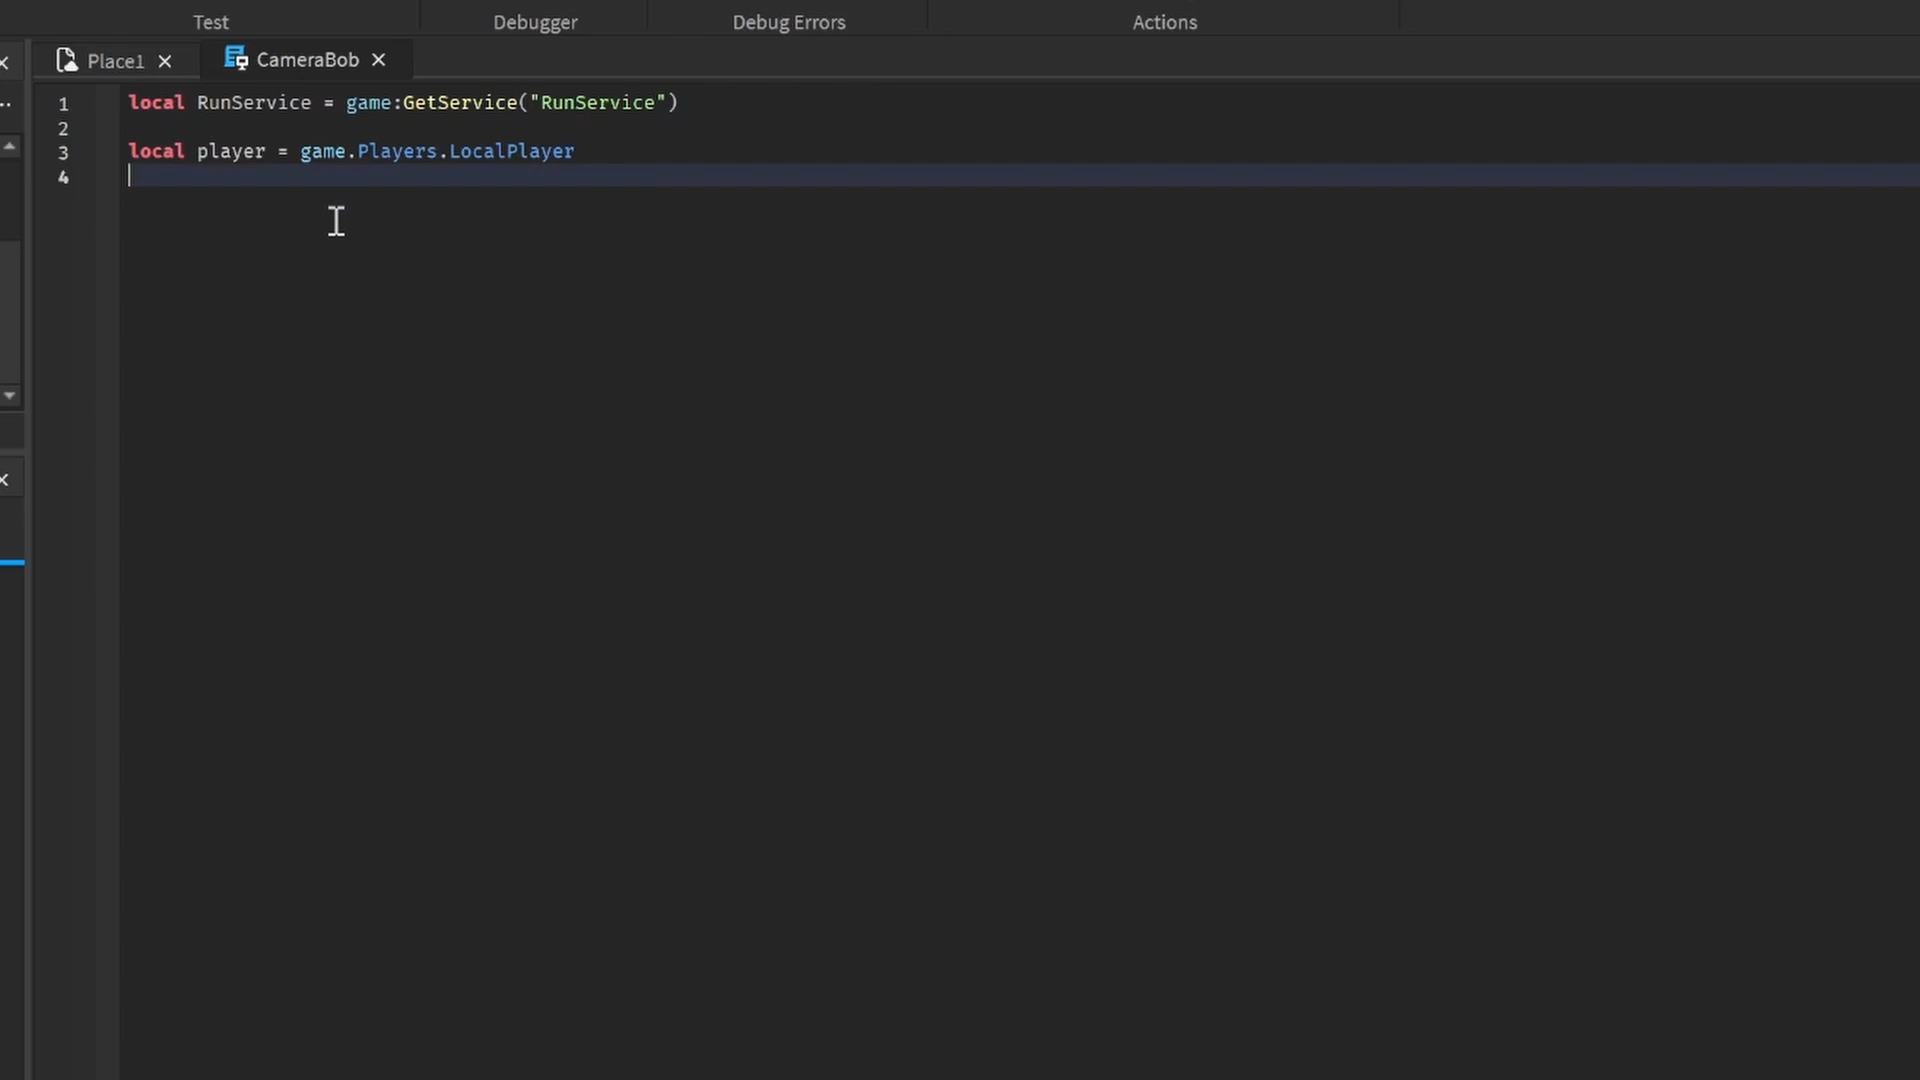 Test Debugger Debug Errors Actions
Place1 CameraBob
1 local RunService = game:GetService("RunService")
2
3 local player = game.Players.LocalPlayer
4